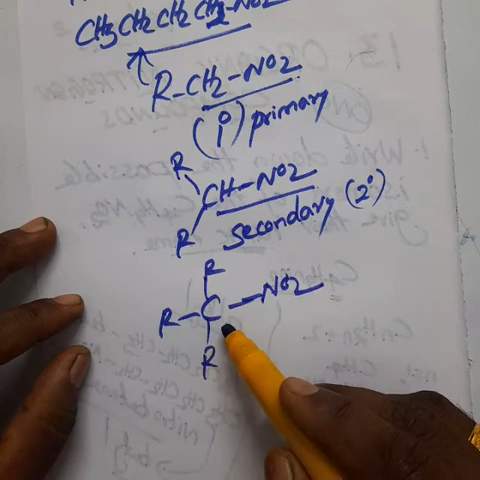 CH3CH2CH2CH2-NO2
R-CH2-NO2
(1°) primary
R
CH-NO2
R
secondary (2°)
R
R-C-NO2
R